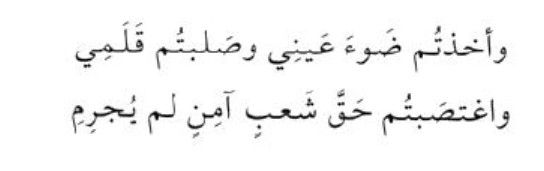 وأخذتُم ضَوءَ عَينِي وصَلبتُم قَلَمِي
واغتصَبتُم حَقَّ شَعبٍ آمِنٍ لم يُجرِمِ